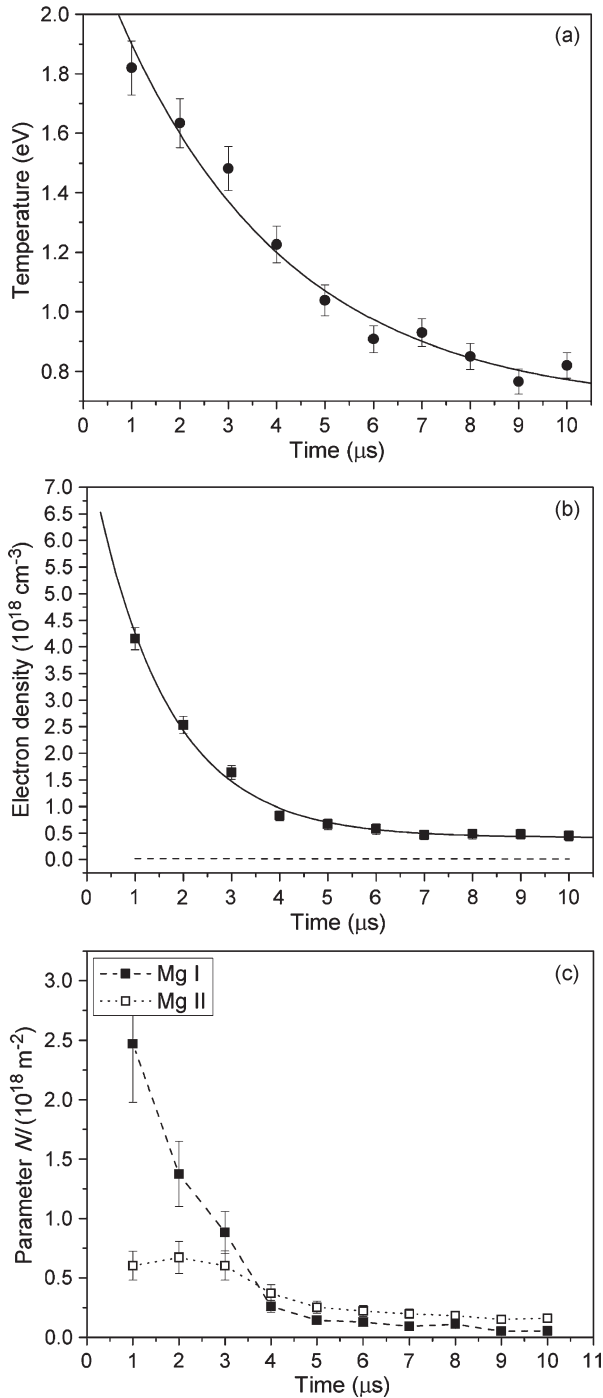 2.0
(a)
1.8
1.6
1.4
1.2
1.0
0.8
Temperature (eV)
0 1 2 3 4 5 6 7 8 9 10
Time (μs)
7.0
(b)
6.5
6.0
5.5
5.0
4.5
4.0
3.5
3.0
2.5
2.0
1.5
1.0
0.5
0.0
Electron density (10^18 cm^-3)
0 1 2 3 4 5 6 7 8 9 10
Time (μs)
Mg I
Mg II
(c)
3.0
2.5
2.0
1.5
1.0
0.5
0.0
Parameter Nl (10^18 m^-2)
0 1 2 3 4 5 6 7 8 9 10 11
Time (μs)